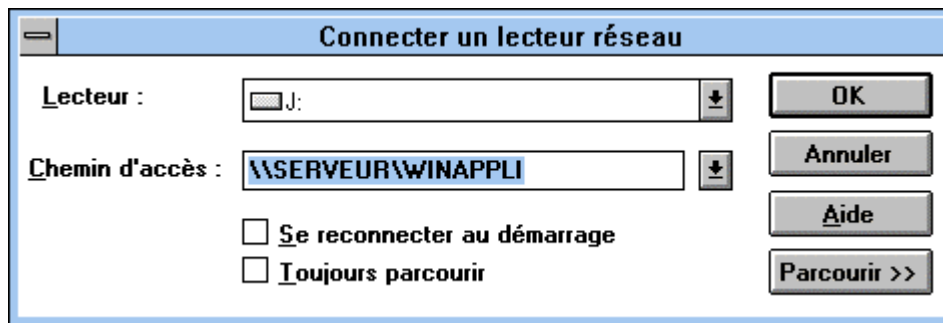 Connecter un lecteur réseau
Lecteur :
J:
OK
Chemin d'accès :
\\SERVEUR\WINAPPLI
Annuler
Se reconnecter au démarrage
Aide
Toujours parcourir
Parcourir >>